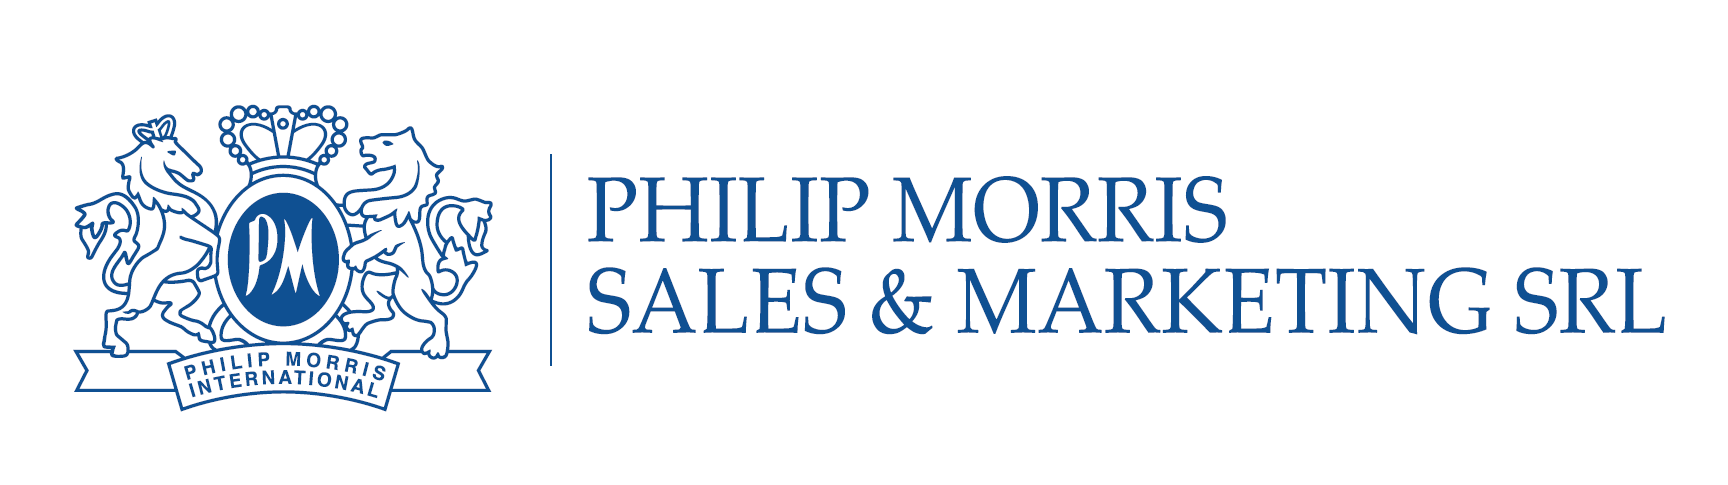 PM
PHILIP MORRIS
INTERNATIONAL
PHILIP MORRIS
SALES & MARKETING SRL